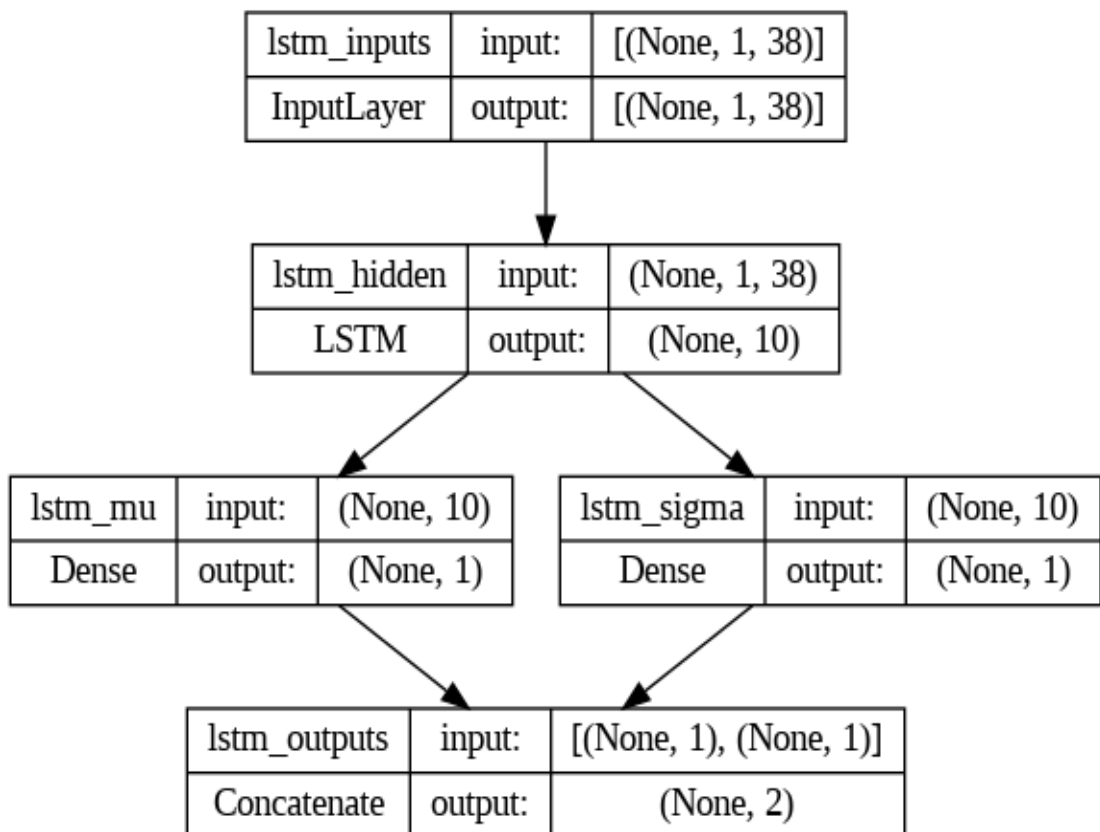 lstm_inputs input: [(None, 1, 38)]
InputLayer output: [(None, 1, 38)]
lstm_hidden input: (None, 1, 38)
LSTM output: (None, 10)
lstm_mu input: (None, 10)
Dense output: (None, 1)
lstm_sigma input: (None, 10)
Dense output: (None, 1)
lstm_outputs input: [(None, 1), (None, 1)]
Concatenate output: (None, 2)